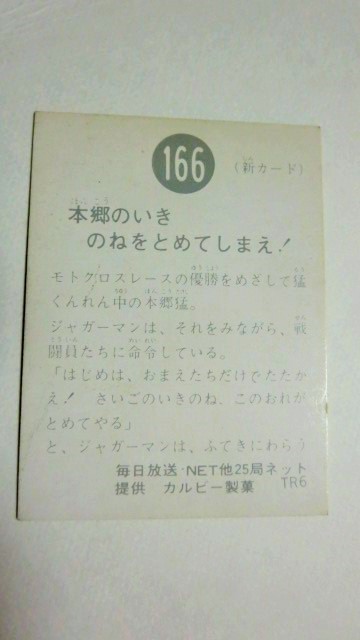 166
（新カード）
本郷のいき
のねをとめてしまえ！
モトクロスレースの優勝をめざして猛
くんれん中の本郷猛。
ジャガーマンは、それをみながら、戦
闘員たちに命令している。
「はじめは、おまえたちだけでたたか
え！　さいごのいきのね、このおれが
とめてやる」
と、ジャガーマンは、ふてきにわらう
毎日放送・NET他25局ネット
提供　カルビー製菓　TR6